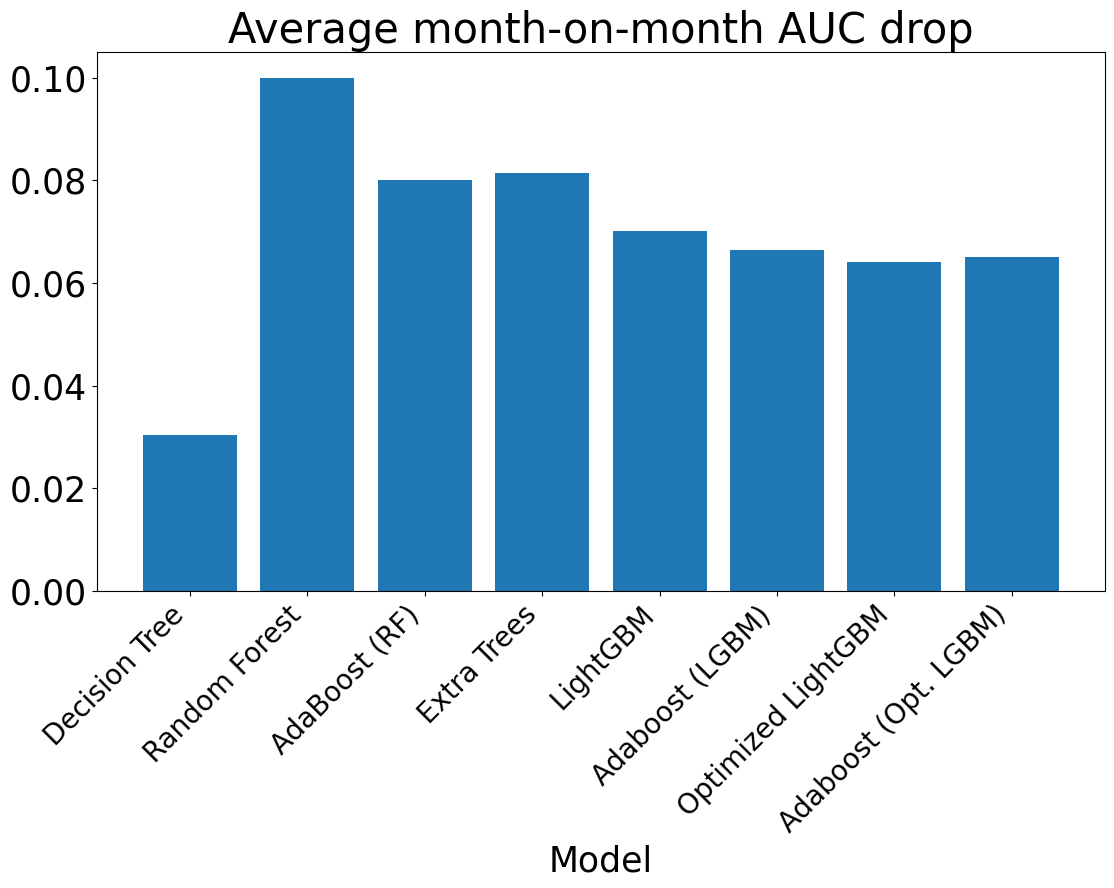 Average month-on-month AUC drop
0.10
0.08
0.06
0.04
0.02
0.00
Decision Tree
Random Forest
AdaBoost (RF)
Extra Trees
LightGBM
Adaboost (LGBM)
Optimized LightGBM
Adaboost (Opt. LGBM)
Model